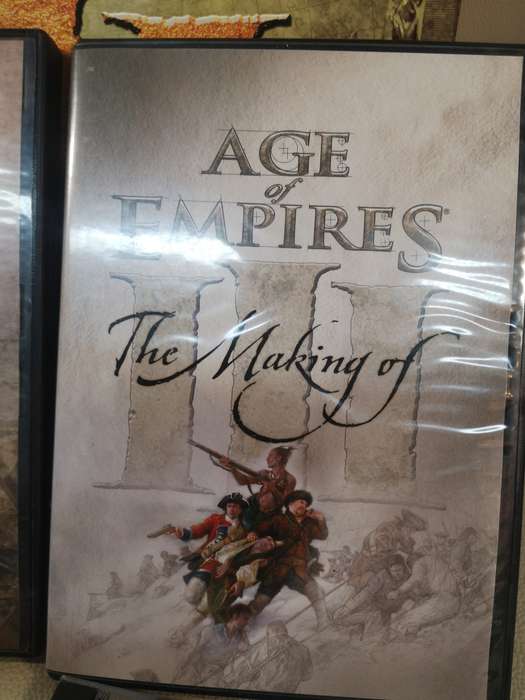 AGE
of
EMPIRES®
III
The Making of